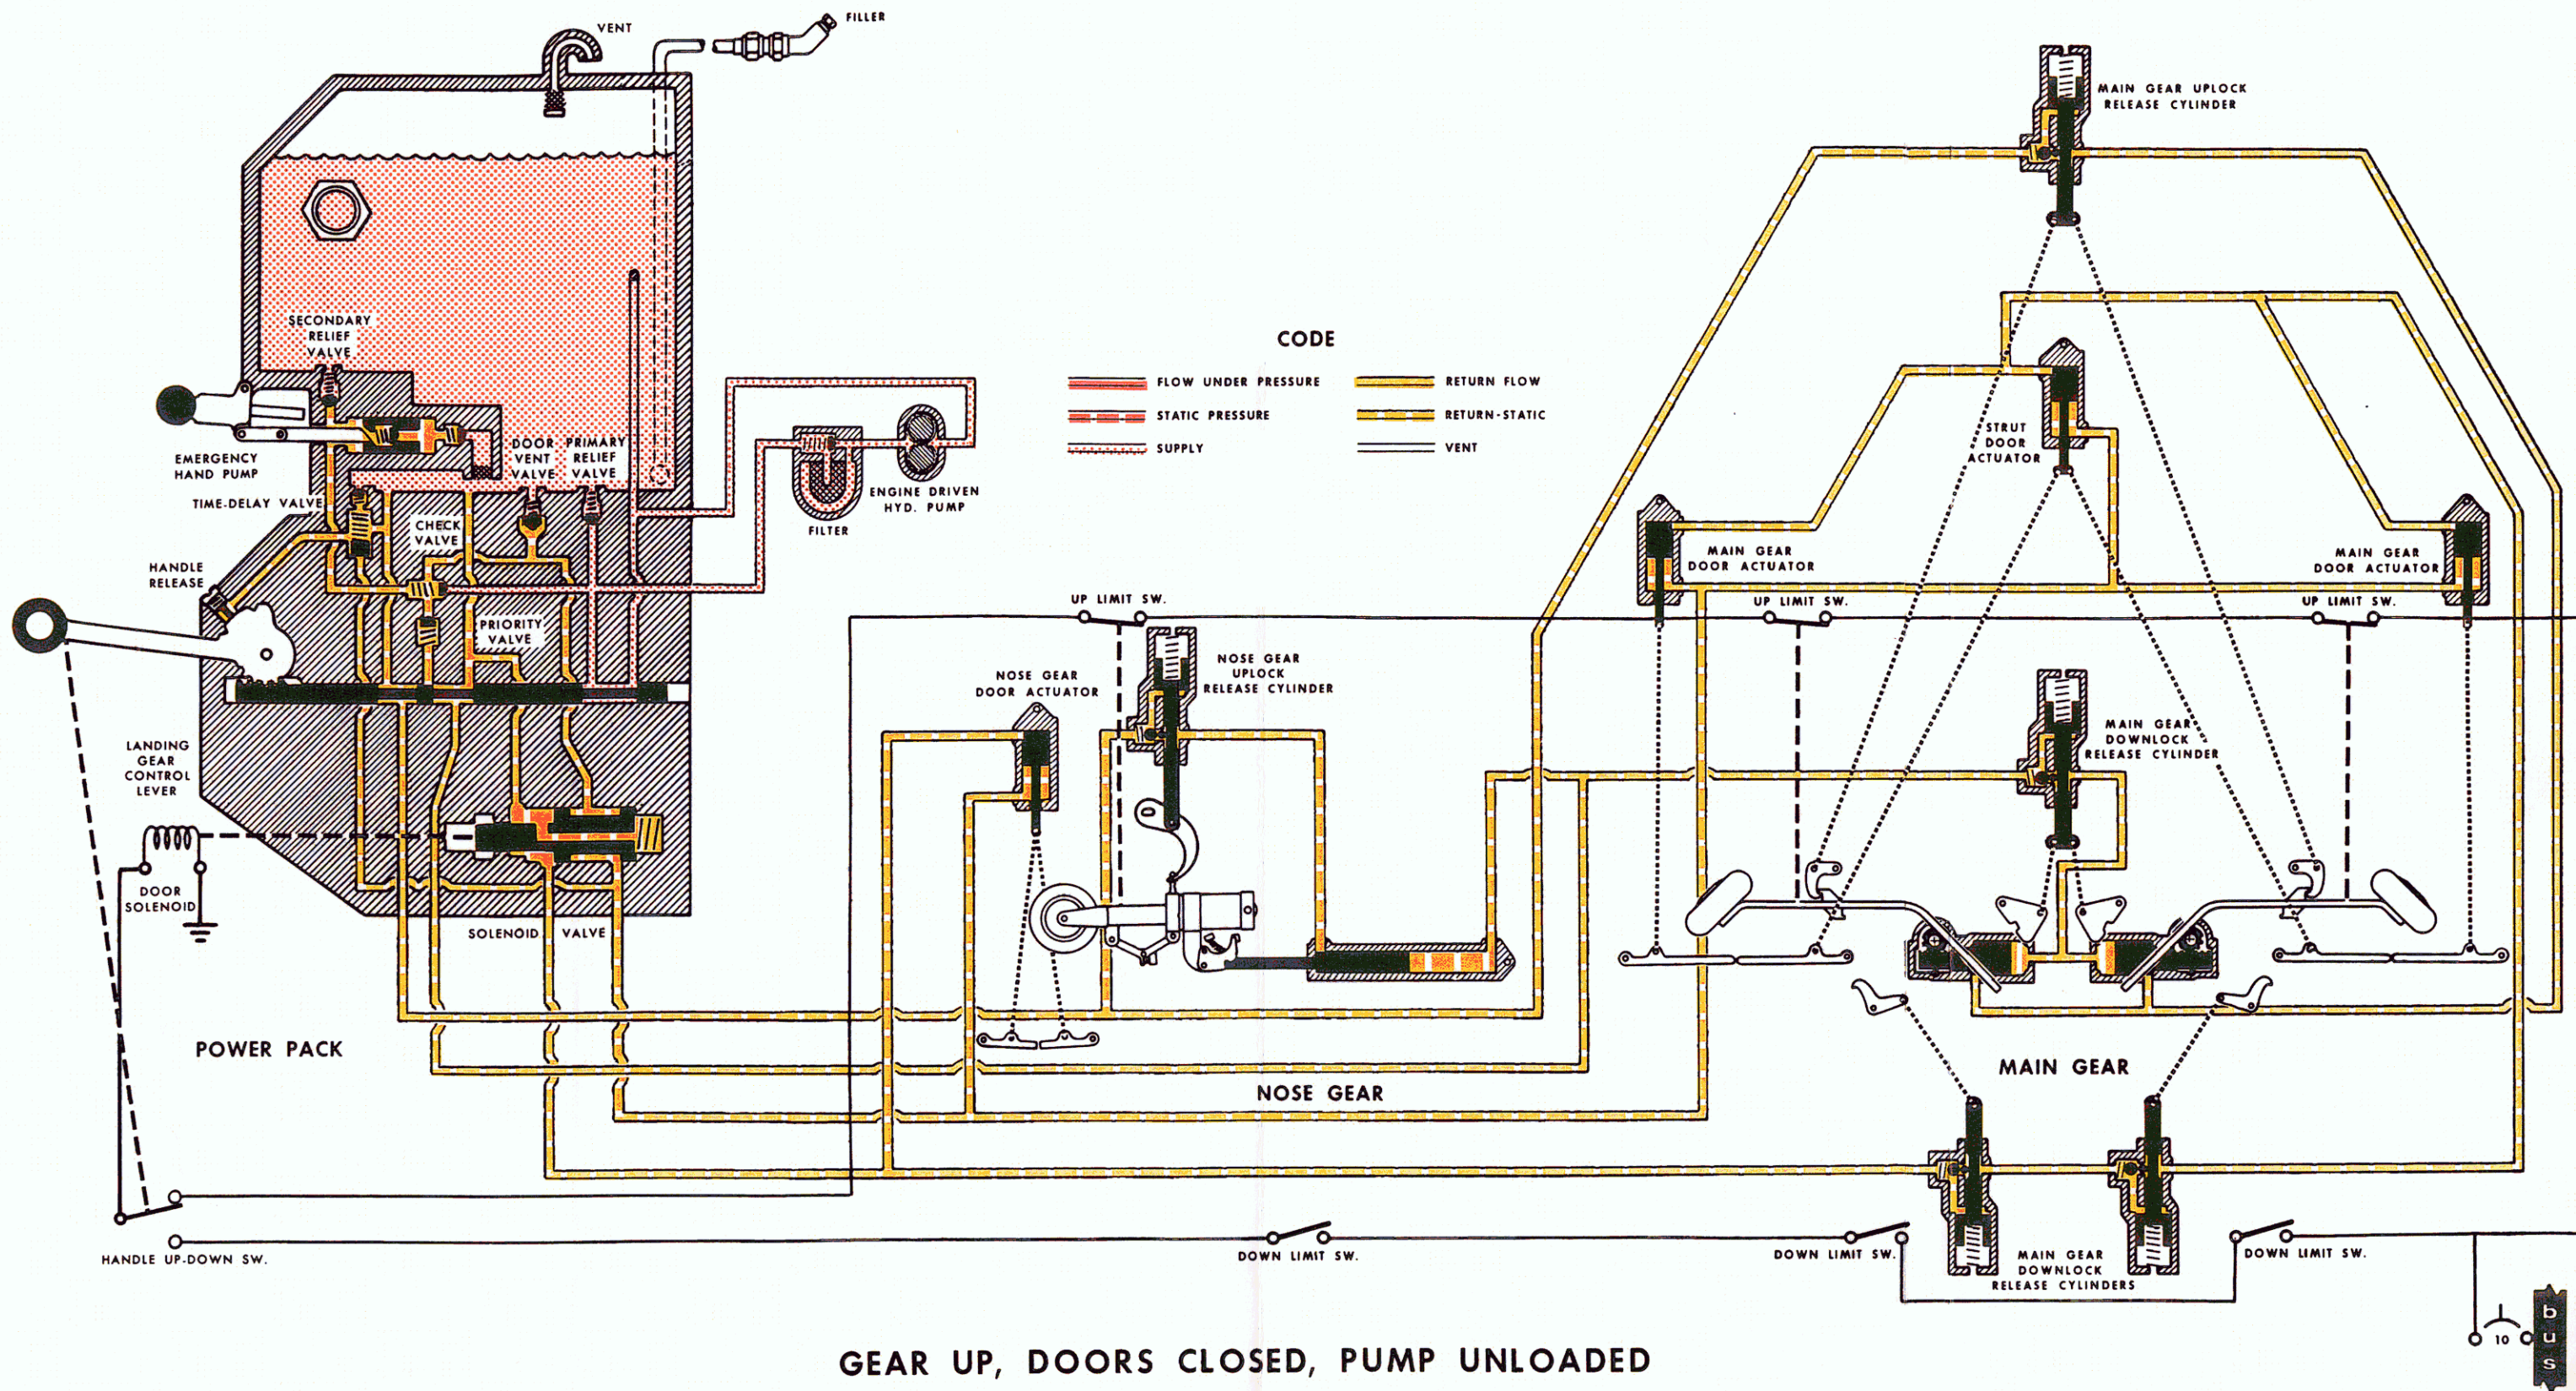 VENT
FILLER
MAIN GEAR UPLOCK
RELEASE CYLINDER
SECONDARY
RELIEF
VALVE
CODE
FLOW UNDER PRESSURE
RETURN FLOW
STATIC PRESSURE
RETURN-STATIC
SUPPLY
VENT
EMERGENCY
HAND PUMP
DOOR
VENT
VALVE
PRIMARY
RELIEF
VALVE
STRUT
DOOR
ACTUATOR
TIME-DELAY VALVE
CHECK
VALVE
FILTER
ENGINE DRIVEN
HYD. PUMP
HANDLE
RELEASE
MAIN GEAR
DOOR ACTUATOR
MAIN GEAR
DOOR ACTUATOR
UP LIMIT SW.
UP LIMIT SW.
UP LIMIT SW.
PRIORITY
VALVE
NOSE GEAR
DOOR ACTUATOR
NOSE GEAR
UPLOCK
RELEASE CYLINDER
MAIN GEAR
DOWNLOCK
RELEASE CYLINDER
LANDING
GEAR
CONTROL
LEVER
DOOR
SOLENOID
SOLENOID VALVE
POWER PACK
NOSE GEAR
MAIN GEAR
HANDLE UP-DOWN SW.
DOWN LIMIT SW.
DOWN LIMIT SW.
MAIN GEAR
DOWNLOCK
RELEASE CYLINDERS
DOWN LIMIT SW.
10
bus
GEAR UP, DOORS CLOSED, PUMP UNLOADED